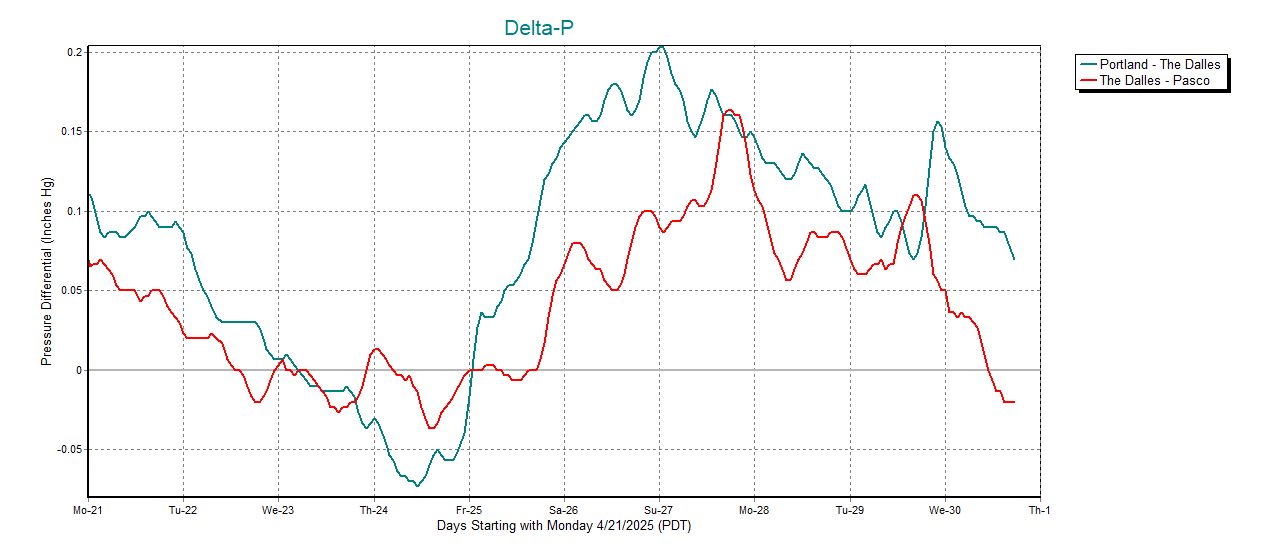 Delta-P
Portland - The Dalles
The Dalles - Pasco
Pressure Differential (Inches Hg)
0.2
0.15
0.1
0.05
0
-0.05
Mo-21 Tu-22 We-23 Th-24 Fr-25 Sa-26 Su-27 Mo-28 Tu-29 We-30 Th-1
Days Starting with Monday 4/21/2025 (PDT)